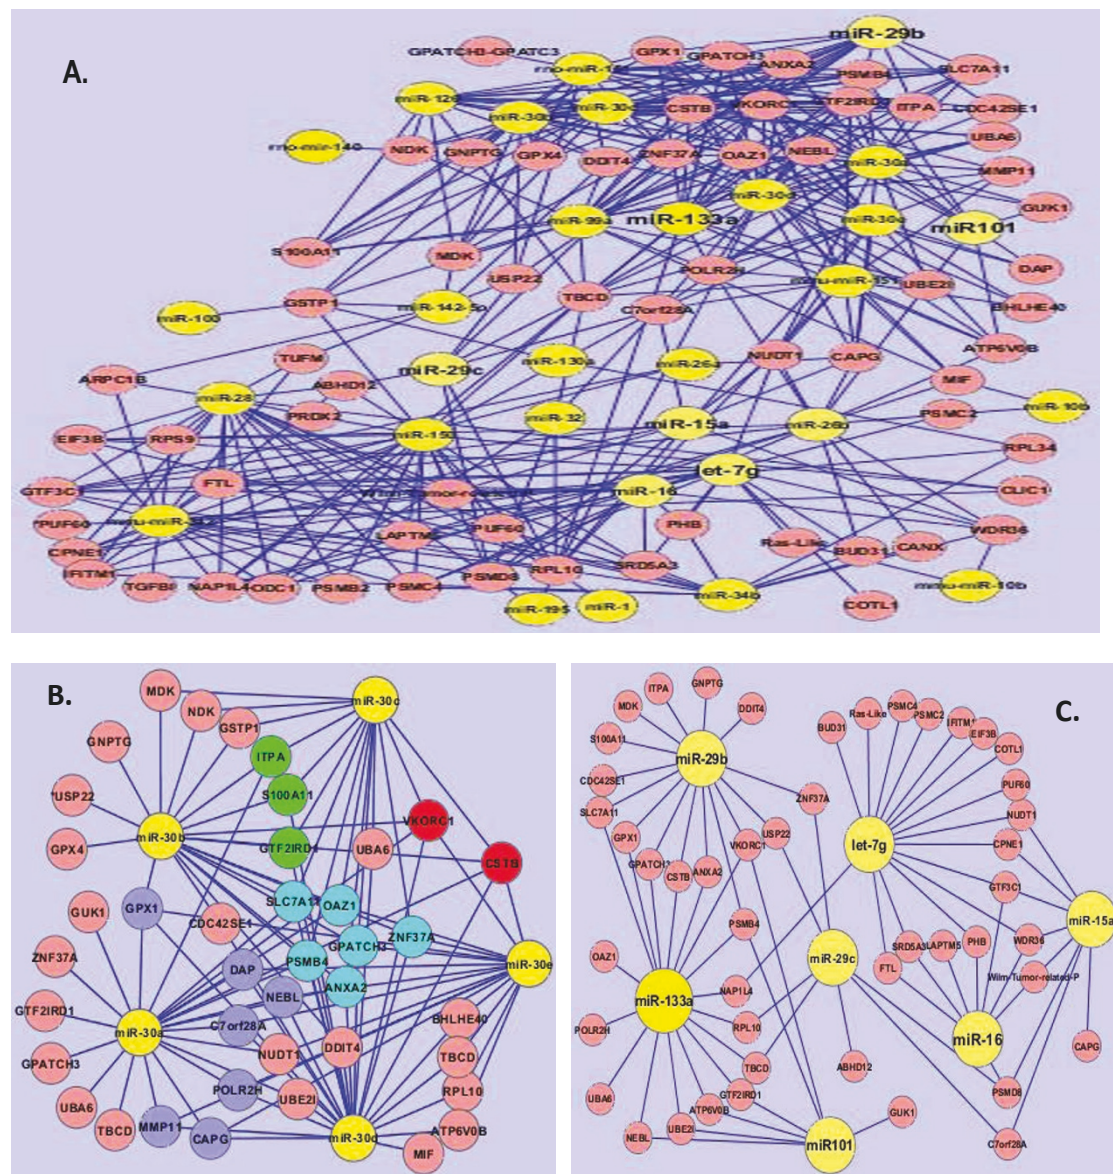 A.
miR-29b
GPATCH3-GPATC3
GPX1
GPATCH3
ANXA2
PSMB4
SLC7A11
miR-30b
miR-30c
CSTB
VKORC1
ITPA
CDC42SE1
UBA6
rno-mir-140
NDK
GNPTG
GPX4
DDIT4
ZNF37A
OAZ1
NEBL
miR-30a
MMP11
miR-30d
GUK1
miR-99a
miR-133a
miR-30e
miR101
S100A11
MDK
USP22
POLR2H
mmu-miR-151
UBE2I
DAP
GSTP1
miR-142-5p
TBCD
C7orf28A
BHLHE40
miR-100
ATP6V0B
TUFM
miR-130a
miR-26a
NUDT1
CAPG
MIF
ARPC1B
ABHD12
miR-29c
miR-28
PRDX2
miR-32
miR-15a
miR-26b
PSMC2
miR-10b
EIF3B
RPS9
miR-150
RPL34
GTF3C1
FTL
let-7g
miR-16
CLIC1
*PUF60
PUF60
PHB
WDR36
CPNE1
LAPTM5
Ras-Like
BUD31
CANX
IFITM1
TGFBI
NAP1L4
ODC1
PSMB2
PSMC4
PSMD8
RPL10
SRD5A3
miR-34b
mmu-miR-10b
miR-195
miR-1
COTL1
B.
MDK
miR-30c
NDK
GSTP1
GNPTG
ITPA
*USP22
S100A11
VKORC1
miR-30b
GTF2IRD1
UBA6
GPX4
CSTB
SLC7A11
OAZ1
GPX1
GUK1
CDC42SE1
ZNF37A
GPATCH3
ZNF37A
DAP
PSMB4
miR-30e
NEBL
ANXA2
GTF2IRD1
miR-30a
C7orf28A
BHLHE40
DDIT4
NUDT1
TBCD
GPATCH3
POLR2H
UBE2I
RPL10
UBA6
TBCD
MMP11
CAPG
miR-30d
ATP6V0B
MIF
C.
GNPTG
ITPA
MDK
DDIT4
S100A11
miR-29b
BUD31
Ras-Like
PSMC4
PSMC2
IFITM1
EIF3B
COTL1
CDC42SE1
SLC7A11
ZNF37A
PUF60
NUDT1
GPX1
VKORC1
USP22
let-7g
CPNE1
GPATCH3
CSTB
ANXA2
GTF3C1
miR-15a
PSMB4
OAZ1
miR-29c
SRD5A3
LAPTM5
PHB
WDR36
FTL
Wilm-Tumor-related-P
miR-133a
NAP1L4
POLR2H
RPL10
miR-16
CAPG
TBCD
ABHD12
UBA6
GTF2IRD1
PSMD8
ATP6V0B
GUK1
NEBL
UBE2I
miR101
C7orf28A